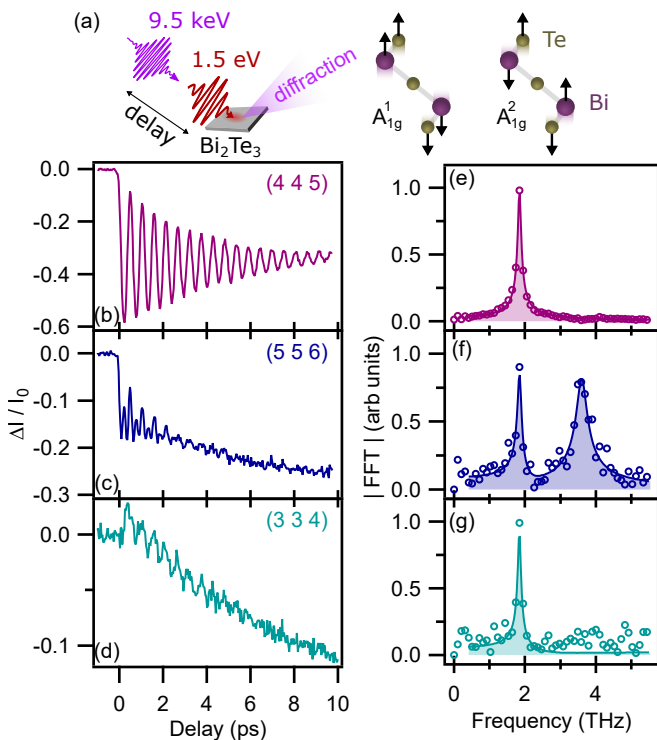 (a)
9.5 keV
1.5 eV
diffraction
delay
Bi₂Te₃
A¹₁g
A²₁g
Te
Bi
0.0
-0.2
-0.4
-0.6
(b)
(4 4 5)
0.0
-0.1
-0.2
-0.3
(c)
(5 5 6)
0.0
-0.1
(d)
(3 3 4)
ΔI / I₀
0 2 4 6 8 10
Delay (ps)
(e)
1.0
0.5
0.0
(f)
1.0
0.5
0.0
(g)
1.0
0.5
0.0
| FFT | (arb units)
0 2 4
Frequency (THz)